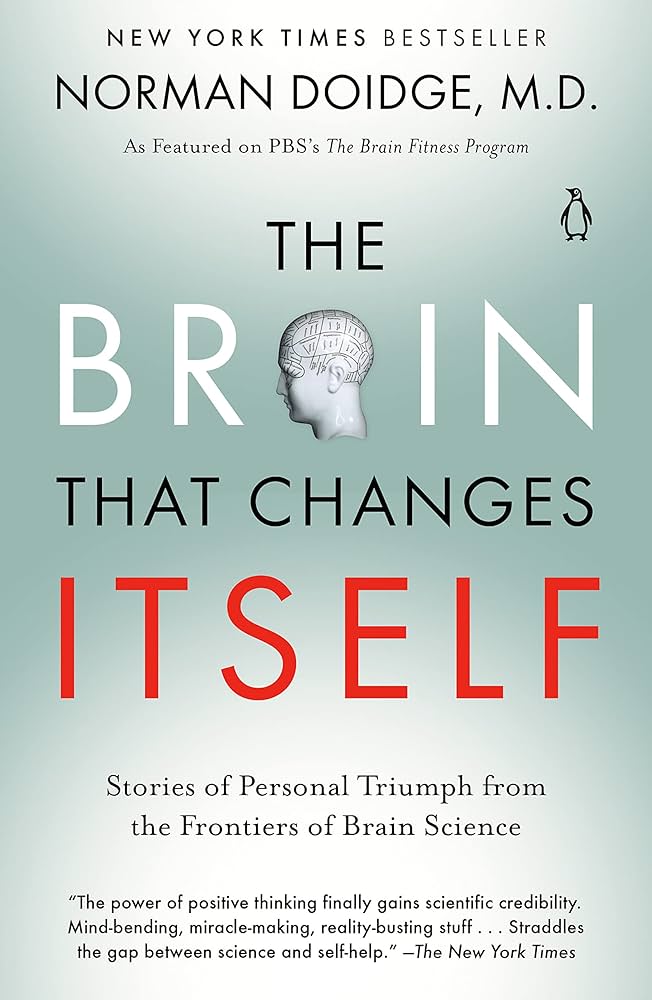 NEW YORK TIMES BESTSELLER
NORMAN DOIDGE, M.D.
As Featured on PBS's The Brain Fitness Program
THE
BR IN
THAT CHANGES
ITSELF
Stories of Personal Triumph from
the Frontiers of Brain Science
“The power of positive thinking finally gains scientific credibility.
Mind-bending, miracle-making, reality-busting stuff . . . Straddles
the gap between science and self-help.” —The New York Times